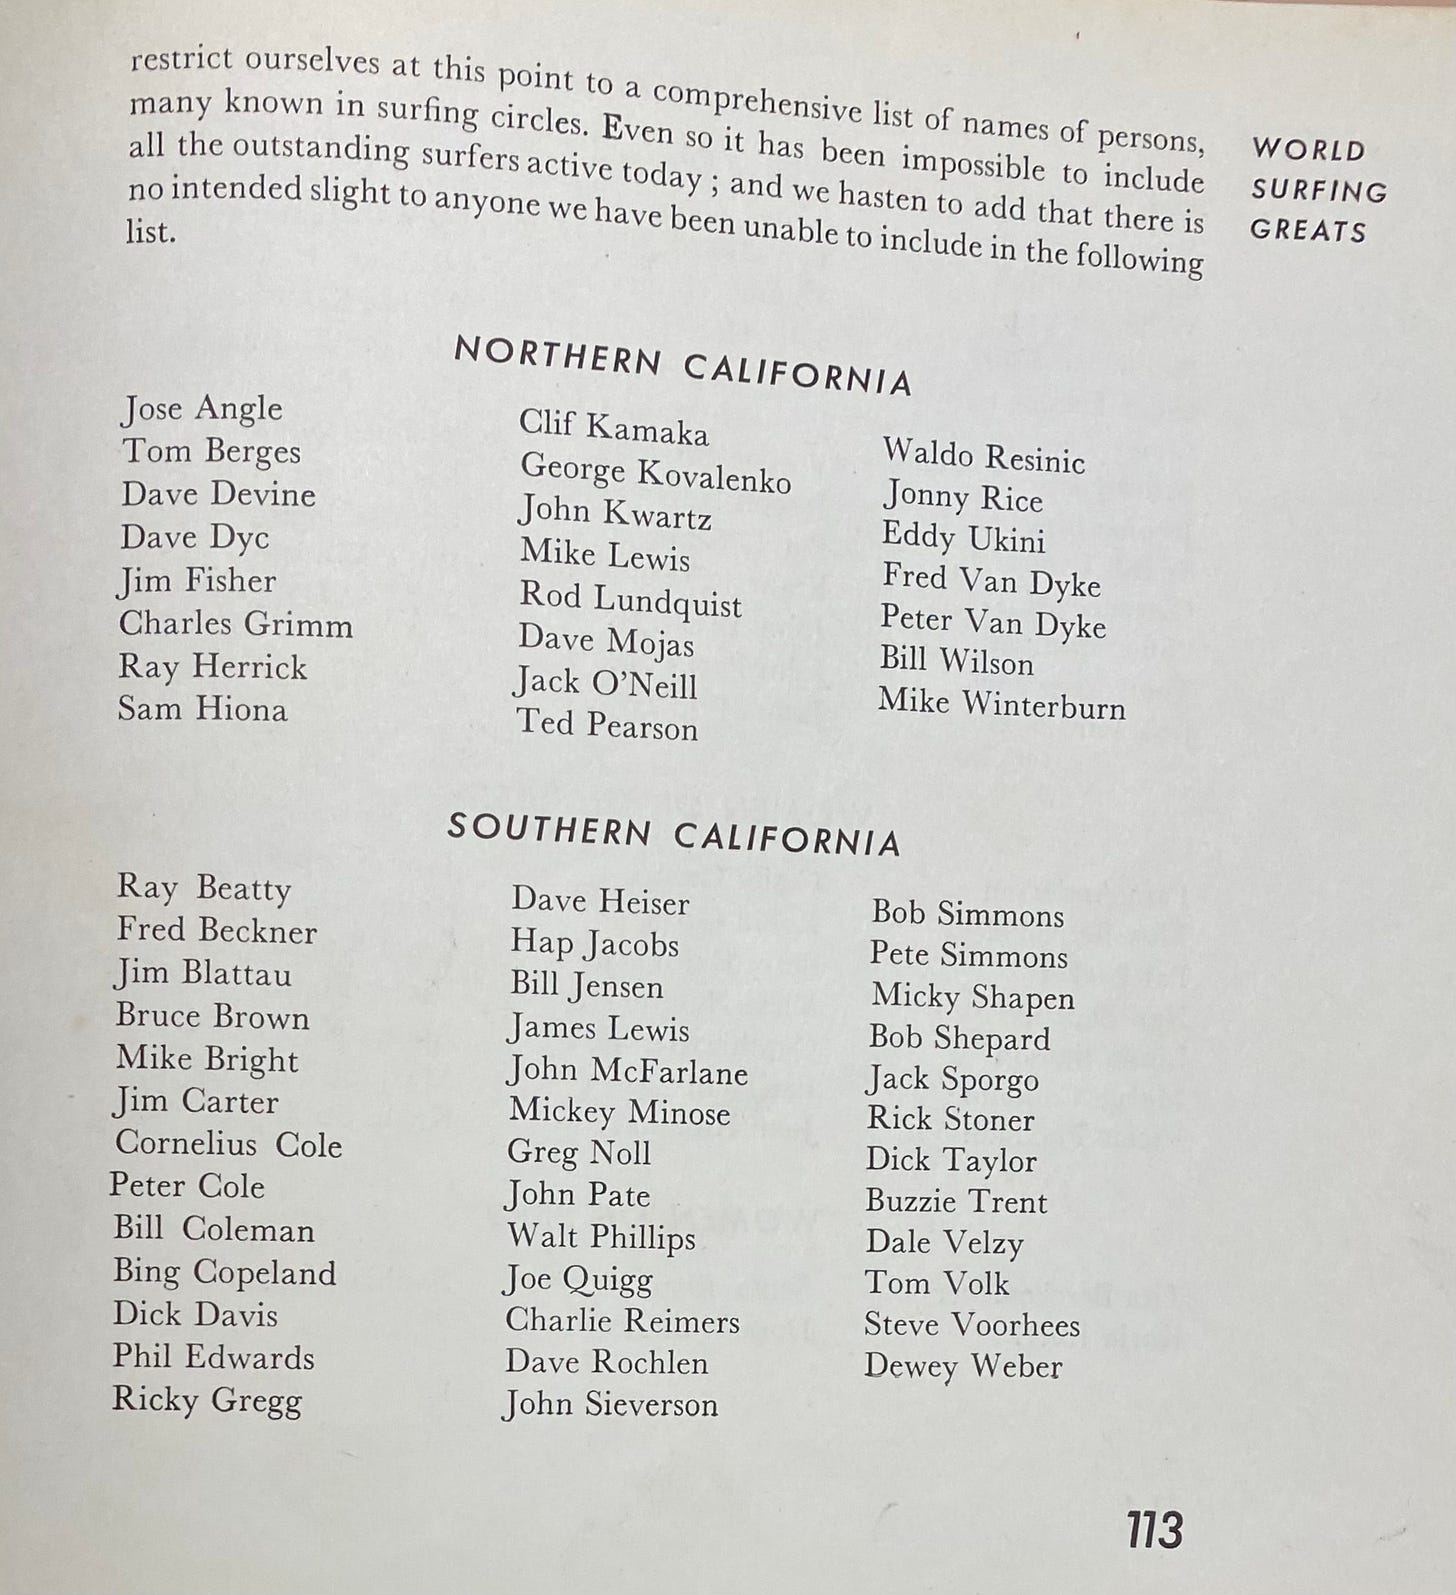 restrict ourselves at this point to a comprehensive list of names of persons,
many known in surfing circles. Even so it has been impossible to include
all the outstanding surfers active today ; and we hasten to add that there is
no intended slight to anyone we have been unable to include in the following
list.
WORLD
SURFING
GREATS
NORTHERN CALIFORNIA
Jose Angle
Tom Berges
Dave Devine
Dave Dyc
Jim Fisher
Charles Grimm
Ray Herrick
Sam Hiona
Clif Kamaka
George Kovalenko
John Kwartz
Mike Lewis
Rod Lundquist
Dave Mojas
Jack O'Neill
Ted Pearson
Waldo Resinic
Jonny Rice
Eddy Ukini
Fred Van Dyke
Peter Van Dyke
Bill Wilson
Mike Winterburn
SOUTHERN CALIFORNIA
Ray Beatty
Fred Beckner
Jim Blattau
Bruce Brown
Mike Bright
Jim Carter
Cornelius Cole
Peter Cole
Bill Coleman
Bing Copeland
Dick Davis
Phil Edwards
Ricky Gregg
Dave Heiser
Hap Jacobs
Bill Jensen
James Lewis
John McFarlane
Mickey Minose
Greg Noll
John Pate
Walt Phillips
Joe Quigg
Charlie Reimers
Dave Rochlen
John Sieverson
Bob Simmons
Pete Simmons
Micky Shapen
Bob Shepard
Jack Sporgo
Rick Stoner
Dick Taylor
Buzzie Trent
Dale Velzy
Tom Volk
Steve Voorhees
Dewey Weber
113